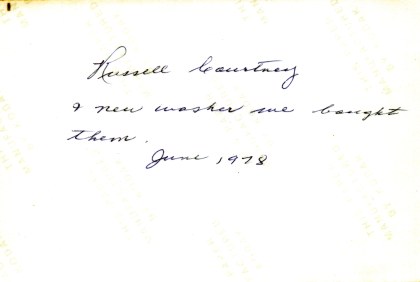 Russell Courtney
& new washer we bought
them.
June 1978